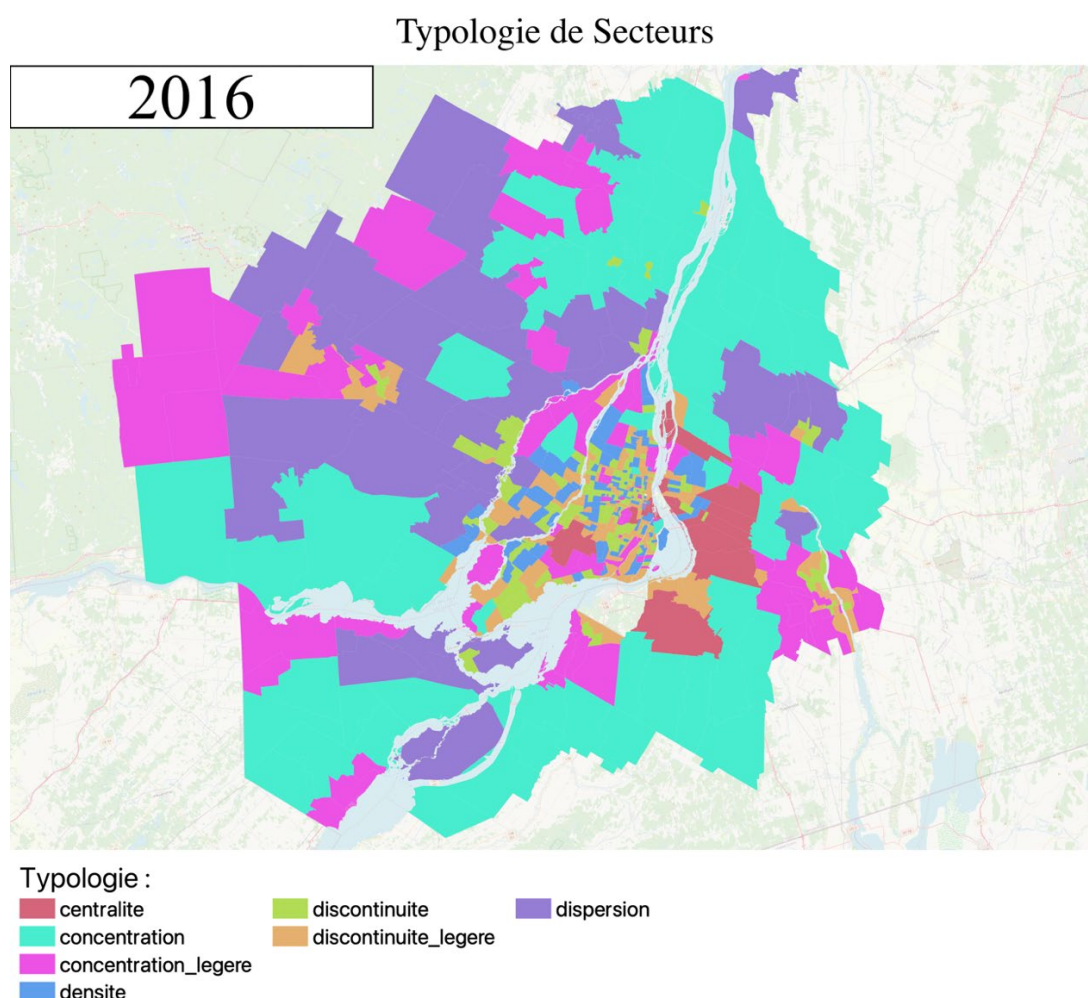 Typologie de Secteurs
2016
Typologie :
centralite
concentration
concentration_legere
densite
discontinuite
discontinuite_legere
dispersion